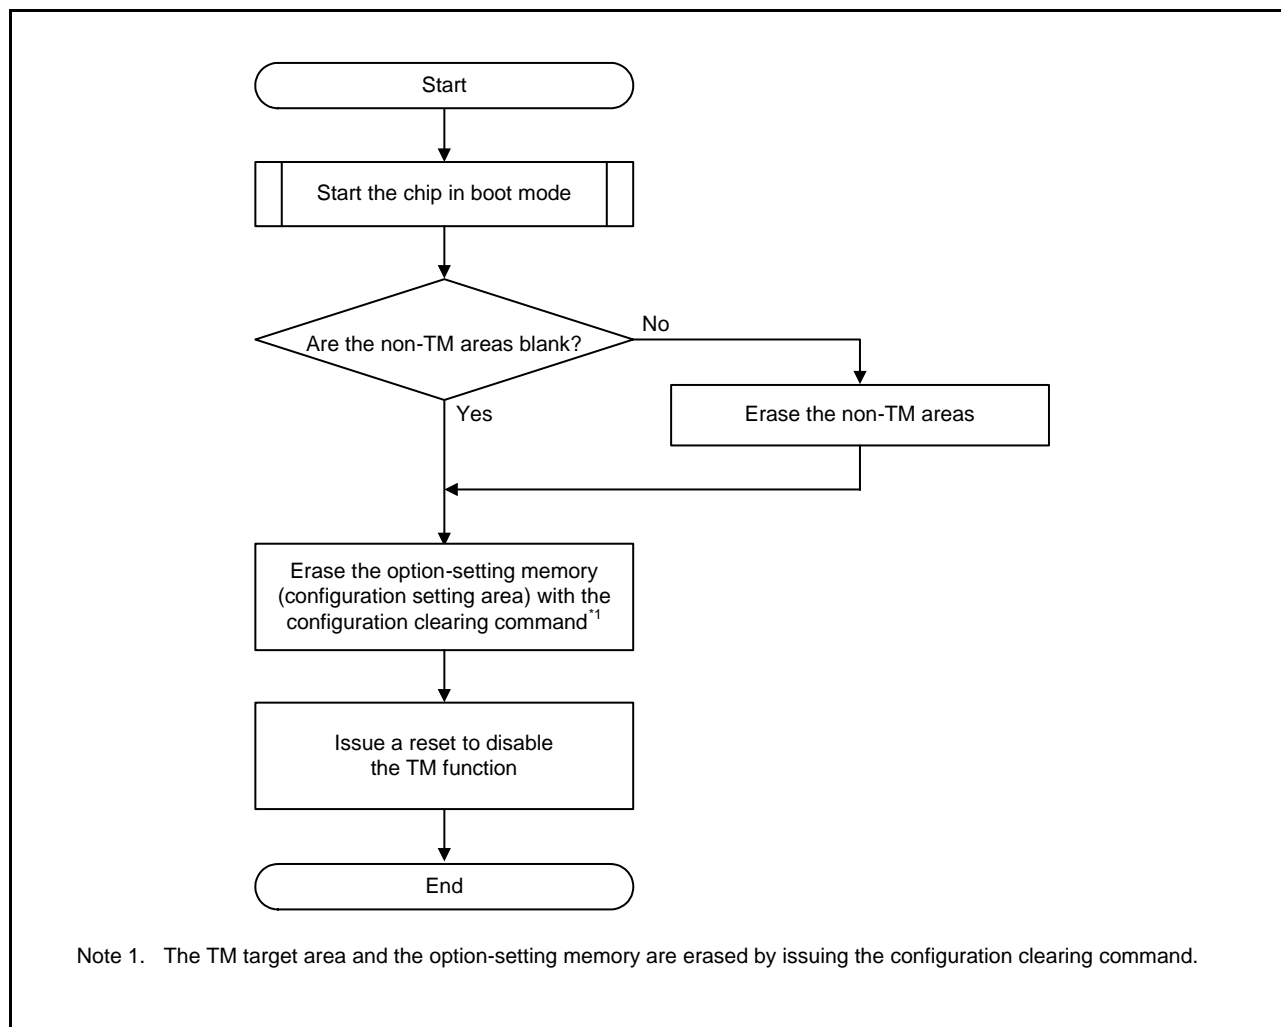 Start
Start the chip in boot mode
Are the non-TM areas blank?
No
Yes
Erase the non-TM areas
Erase the option-setting memory
(configuration setting area) with the
configuration clearing command*1
Issue a reset to disable
the TM function
End
Note 1. The TM target area and the option-setting memory are erased by issuing the configuration clearing command.